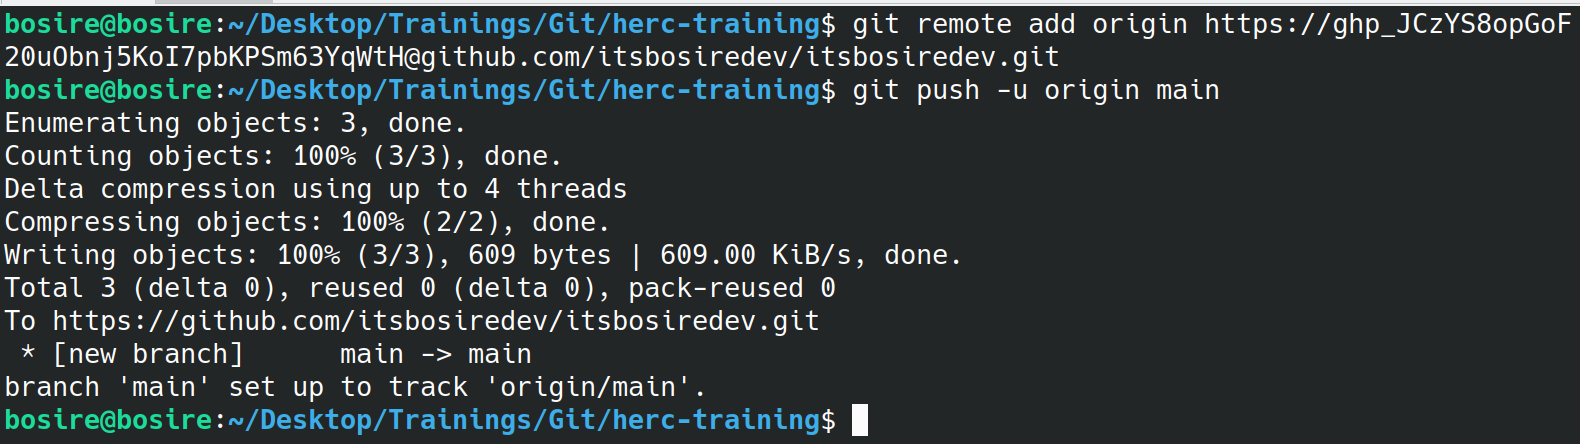 bosire@bosire:~/Desktop/Trainings/Git/herc-training$ git remote add origin https://ghp_JCzYS8opGoF
20uObnj5KoI7pbKPSm63YqWtH@github.com/itsbosiredev/itsbosiredev.git
bosire@bosire:~/Desktop/Trainings/Git/herc-training$ git push -u origin main
Enumerating objects: 3, done.
Counting objects: 100% (3/3), done.
Delta compression using up to 4 threads
Compressing objects: 100% (2/2), done.
Writing objects: 100% (3/3), 609 bytes | 609.00 KiB/s, done.
Total 3 (delta 0), reused 0 (delta 0), pack-reused 0
To https://github.com/itsbosiredev/itsbosiredev.git
 * [new branch]      main -> main
branch 'main' set up to track 'origin/main'.
bosire@bosire:~/Desktop/Trainings/Git/herc-training$